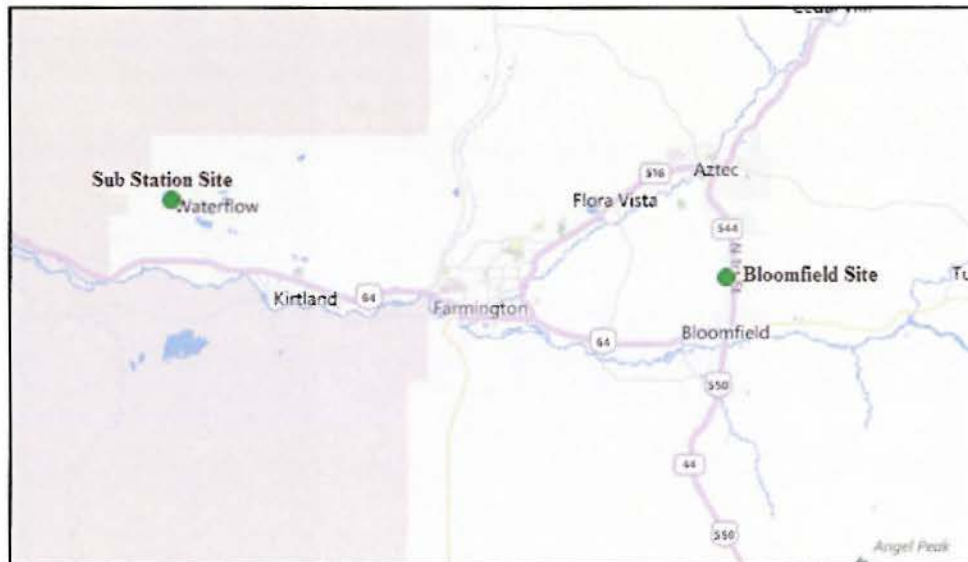 Sub Station Site
Waterflow
516
Aztec
Flora Vista
544
Bloomfield Site
Kirtland
64
Farmington
64
Bloomfield
550
44
550
Angel Peak